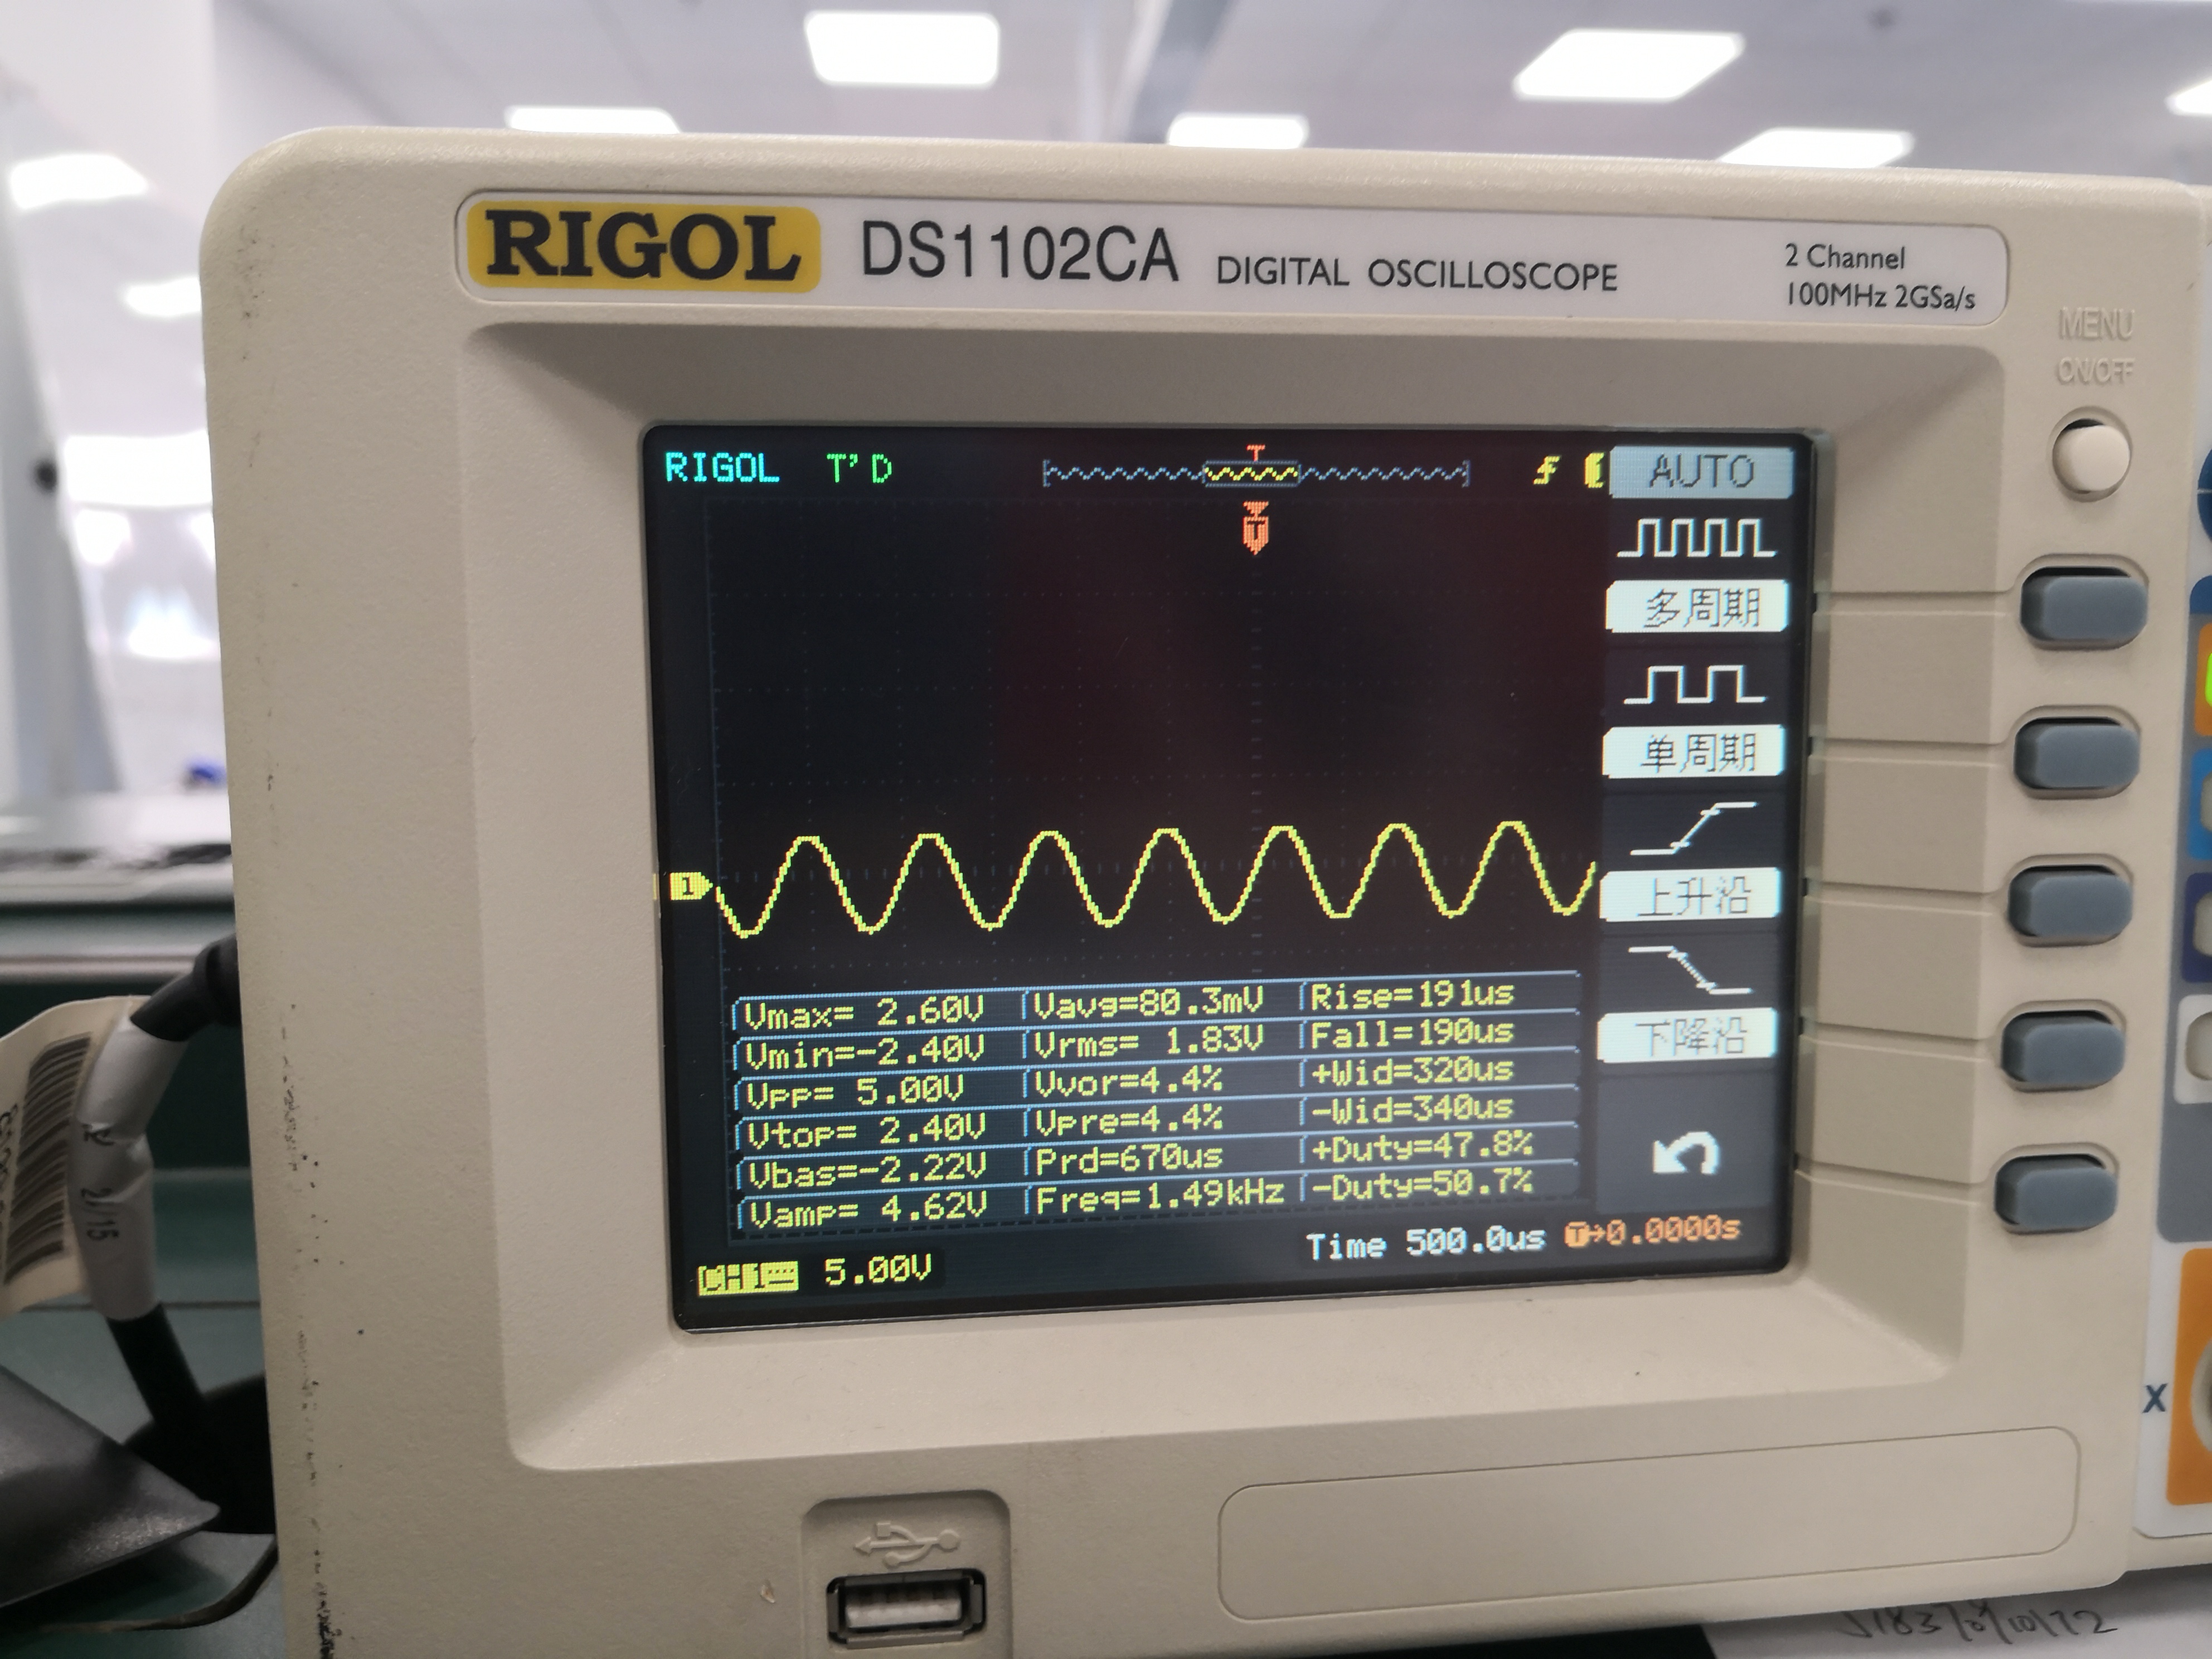 RIGOL DS1102CA DIGITAL OSCILLOSCOPE
2 Channel
100MHz 2GSa/s
MENU
ON/OFF
RIGOL T'D T 1 AUTO
T
多周期
单周期
1
上升沿
下降沿
Vmax= 2.60V Vavg=80.3mV Rise=191us
Vmin=-2.40V Vrms= 1.83V Fall=190us
Vpp= 5.00V Vvor=4.4% +Wid=320us
Vtop= 2.40V Vpre=4.4% -Wid=340us
Vbas=-2.22V Prd=670us +Duty=47.8%
Vamp= 4.62V Freq=1.49kHz -Duty=50.7%
CH1 5.00V Time 500.0us T→0.0000s
X